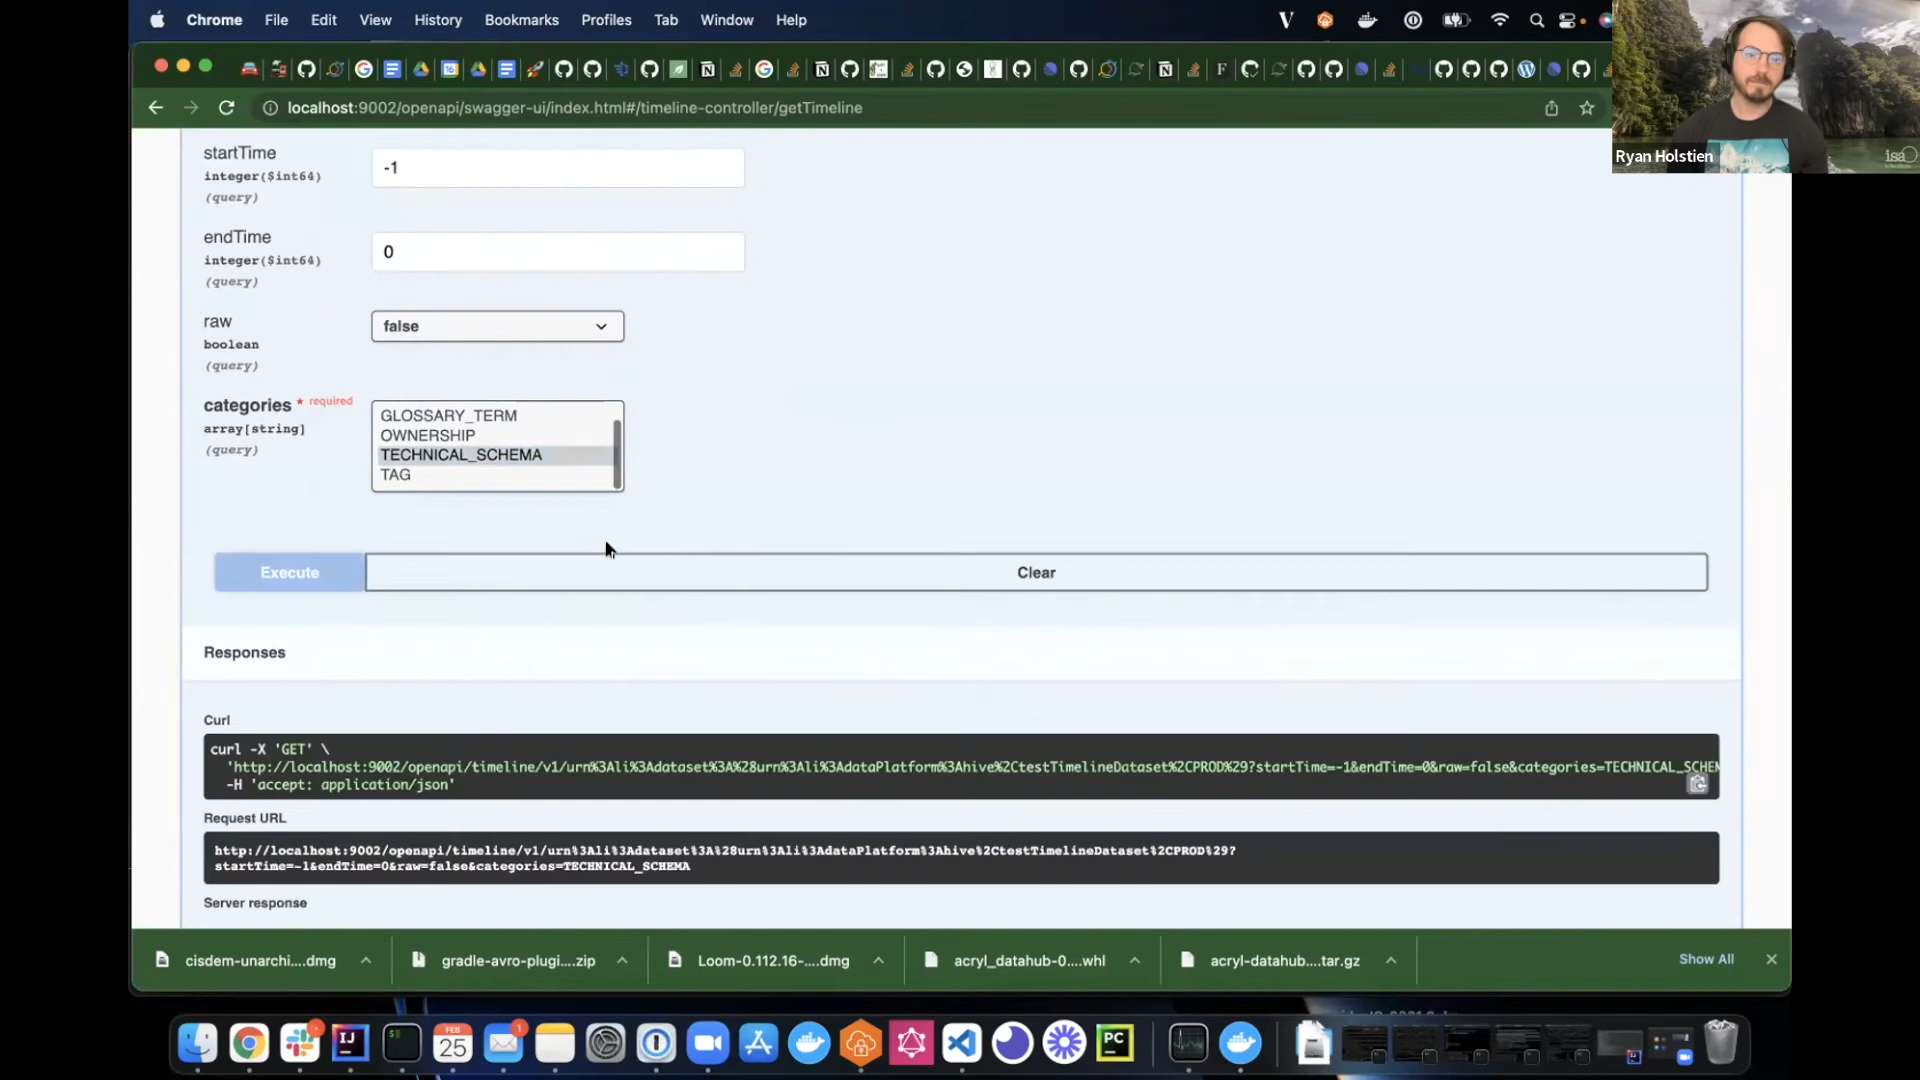 Chrome File Edit View History Bookmarks Profiles Tab Window Help
localhost:9002/openapi/swagger-ui/index.html#/timeline-controller/getTimeline
Ryan Holstien
startTime
integer($int64)
(query)
-1
endTime
integer($int64)
(query)
0
raw
boolean
(query)
false
categories * required
array[string]
(query)
GLOSSARY_TERM
OWNERSHIP
TECHNICAL_SCHEMA
TAG
Execute
Clear
Responses
Curl
curl -X 'GET' \
'http://localhost:9002/openapi/timeline/v1/urn%3Ali%3Adataset%3A%28urn%3Ali%3AdataPlatform%3Ahive%2CtestTimelineDataset%2CPROD%29?startTime=-1&endTime=0&raw=false&categories=TECHNICAL_SCHEM
-H 'accept: application/json'
Request URL
http://localhost:9002/openapi/timeline/v1/urn%3Ali%3Adataset%3A%28urn%3Ali%3AdataPlatform%3Ahive%2CtestTimelineDataset%2CPROD%29?
startTime=-1&endTime=0&raw=false&categories=TECHNICAL_SCHEMA
Server response
cisdem-unarchi....dmg
gradle-avro-plugi....zip
Loom-0.112.16-....dmg
acryl_datahub-0....whl
acryl-datahub....tar.gz
Show All
IJ
FEB
25
1
PC